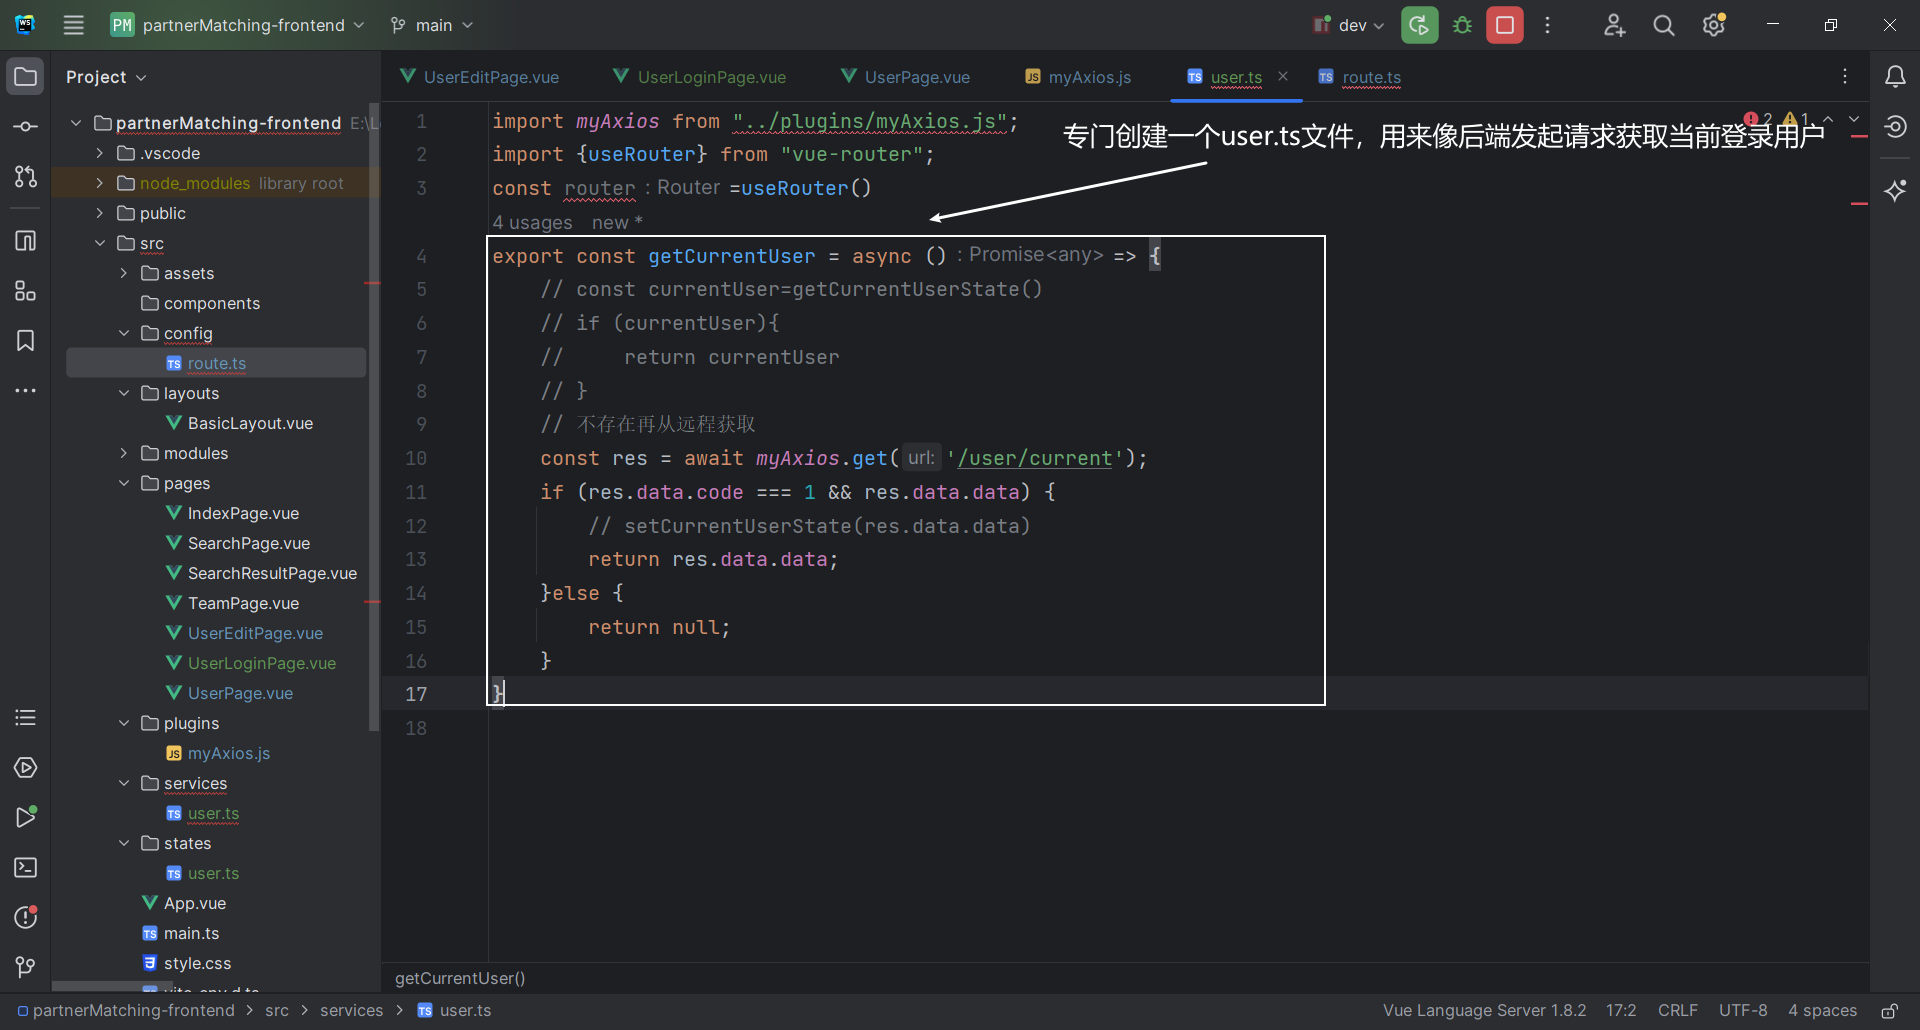 PM partnerMatching-frontend main dev
Project
UserEditPage.vue UserLoginPage.vue UserPage.vue myAxios.js user.ts route.ts
partnerMatching-frontend
.vscode
node_modules library root
public
src
assets
components
config
route.ts
layouts
BasicLayout.vue
modules
pages
IndexPage.vue
SearchPage.vue
SearchResultPage.vue
TeamPage.vue
UserEditPage.vue
UserLoginPage.vue
UserPage.vue
plugins
myAxios.js
services
user.ts
states
user.ts
App.vue
main.ts
style.css
2 1
专门创建一个user.ts文件，用来像后端发起请求获取当前登录用户
1 import myAxios from "../plugins/myAxios.js";
2 import {useRouter} from "vue-router";
3 const router : Router =useRouter()
4 usages new *
4 export const getCurrentUser = async () : Promise<any> => {
5 // const currentUser=getCurrentUserState()
6 // if (currentUser){
7 //     return currentUser
8 // }
9 // 不存在再从远程获取
10 const res = await myAxios.get( url: '/user/current');
11 if (res.data.code === 1 && res.data.data) {
12 // setCurrentUserState(res.data.data)
13 return res.data.data;
14 }else {
15 return null;
16 }
17 }
18
getCurrentUser()
partnerMatching-frontend > src > services > user.ts Vue Language Server 1.8.2 17:2 CRLF UTF-8 4 spaces